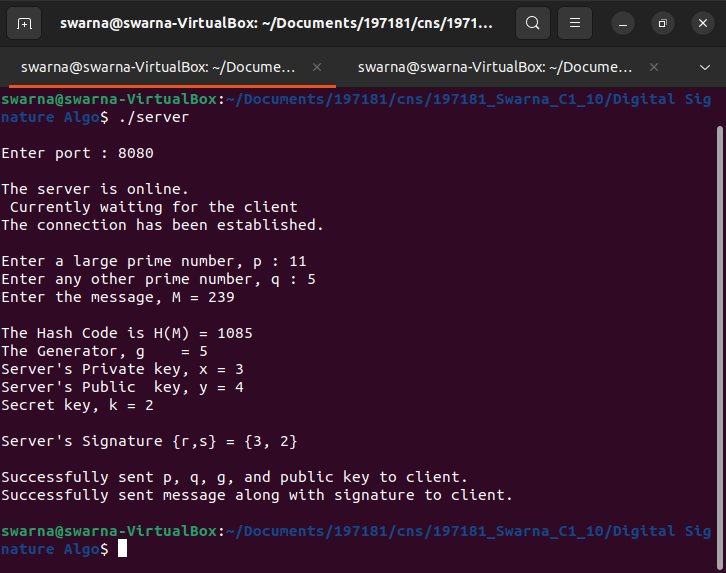 swarna@swarna-VirtualBox: ~/Documents/197181/cns/1971...
swarna@swarna-VirtualBox: ~/Docume...
swarna@swarna-VirtualBox: ~/Docume...
swarna@swarna-VirtualBox:~/Documents/197181/cns/197181_Swarna_C1_10/Digital Sig
nature Algo$ ./server
Enter port : 8080
The server is online.
Currently waiting for the client
The connection has been established.
Enter a large prime number, p : 11
Enter any other prime number, q : 5
Enter the message, M = 239
The Hash Code is H(M) = 1085
The Generator, g    = 5
Server's Private key, x = 3
Server's Public  key, y = 4
Secret key, k = 2
Server's Signature {r,s} = {3, 2}
Successfully sent p, q, g, and public key to client.
Successfully sent message along with signature to client.
swarna@swarna-VirtualBox:~/Documents/197181/cns/197181_Swarna_C1_10/Digital Sig
nature Algo$